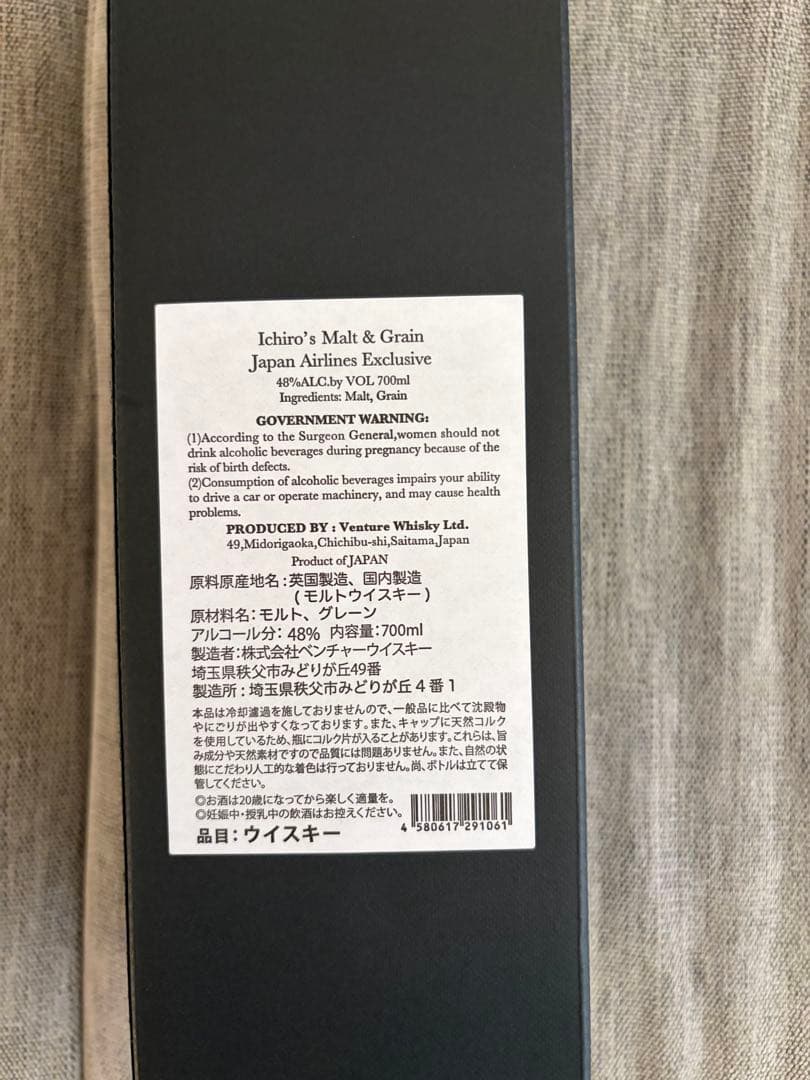 Ichiro's Malt & Grain
Japan Airlines Exclusive
48%ALC.by VOL 700ml
Ingredients: Malt, Grain
GOVERNMENT WARNING:
(1)According to the Surgeon General,women should not
drink alcoholic beverages during pregnancy because of the
risk of birth defects.
(2)Consumption of alcoholic beverages impairs your ability
to drive a car or operate machinery, and may cause health
problems.
PRODUCED BY : Venture Whisky Ltd.
49,Midorigaoka,Chichibu-shi,Saitama,Japan
Product of JAPAN
原料原産地名:英国製造、国内製造
(モルトウイスキー)
原材料名:モルト、グレーン
アルコール分: 48% 内容量:700ml
製造者:株式会社ベンチャーウイスキー
埼玉県秩父市みどりが丘49番
製造所:埼玉県秩父市みどりが丘4番1
本品は冷却濾過を施しておりませんので、一般品に比べて沈殿物
やにごりが出やすくなっております。また、キャップに天然コルク
を使用しているため、瓶にコルク片が入ることがあります。これらは、旨
み成分や天然素材ですので品質には問題ありません。また、自然の状
態にこだわり人工的な着色は行っておりません。尚、ボトルは立てて保
管してください。
◎お酒は20歳になってから楽しく適量を。
◎妊娠中・授乳中の飲酒はお控えください。
品目:ウイスキー
4 580617 291061